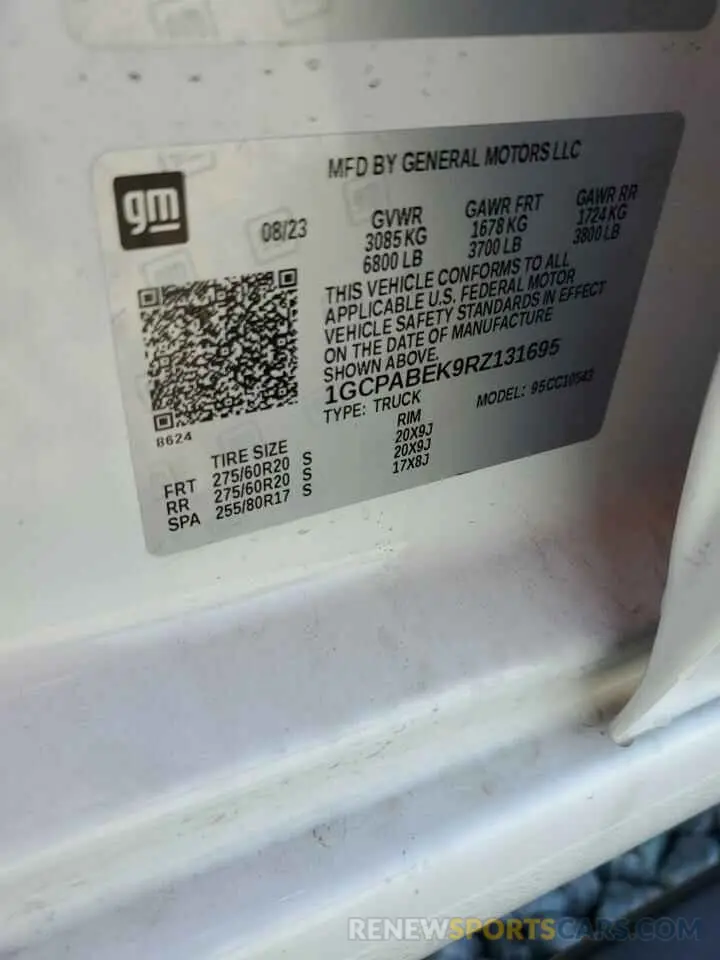 MFD BY GENERAL MOTORS LLC
gm
08/23
GVWR GAWR FRT GAWR RR
3085 KG 1678 KG 1724 KG
6800 LB 3700 LB 3800 LB
THIS VEHICLE CONFORMS TO ALL
APPLICABLE U.S. FEDERAL MOTOR
VEHICLE SAFETY STANDARDS IN EFFECT
ON THE DATE OF MANUFACTURE
SHOWN ABOVE.
1GCPABEK9RZ131695
TYPE: TRUCK MODEL: 95CC10543
8624
TIRE SIZE RIM
FRT 275/60R20 S 20X9J
RR 275/60R20 S 20X9J
SPA 255/80R17 S 17X8J
RENEWSPORTSCARS.COM